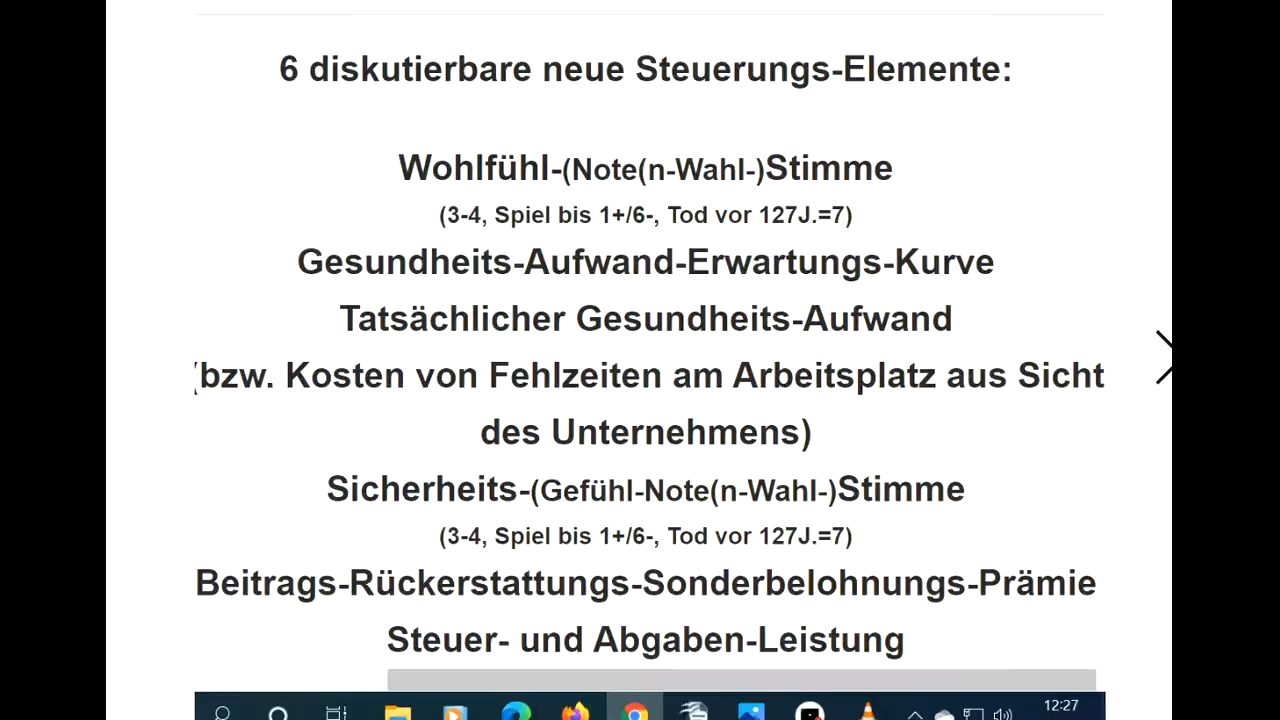 6 diskutierbare neue Steuerungs-Elemente:
Wohlfühl-(Note(n-Wahl-)Stimme
(3-4, Spiel bis 1+/6-, Tod vor 127J.=7)
Gesundheits-Aufwand-Erwartungs-Kurve
Tatsächlicher Gesundheits-Aufwand
(bzw. Kosten von Fehlzeiten am Arbeitsplatz aus Sicht
des Unternehmens)
Sicherheits-(Gefühl-Note(n-Wahl-)Stimme
(3-4, Spiel bis 1+/6-, Tod vor 127J.=7)
Beitrags-Rückerstattungs-Sonderbelohnungs-Prämie
Steuer- und Abgaben-Leistung
12:27